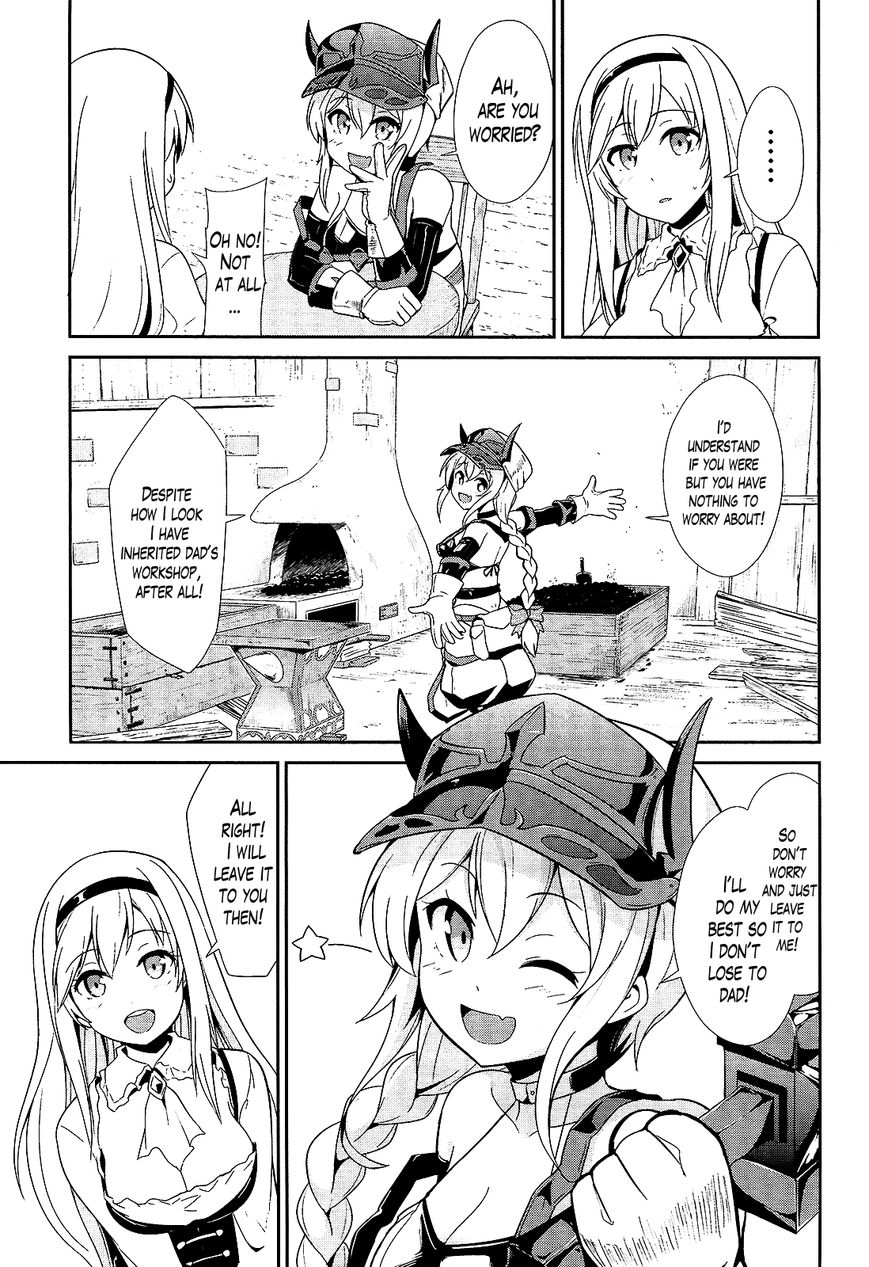 ....
AH,
ARE YOU
WORRIED?
OH NO!
NOT
AT ALL
...
I'D
UNDERSTAND
IF YOU WERE
BUT YOU HAVE
NOTHING TO
WORRY ABOUT!
DESPITE
HOW I LOOK
I HAVE
INHERITED DAD'S
WORKSHOP,
AFTER ALL!
SO
DON'T
WORRY
AND JUST
LEAVE
IT TO
ME!
I'LL
DO MY
BEST SO
I DON'T
LOSE TO
DAD!
ALL
RIGHT!
I WILL
LEAVE IT
TO YOU
THEN!